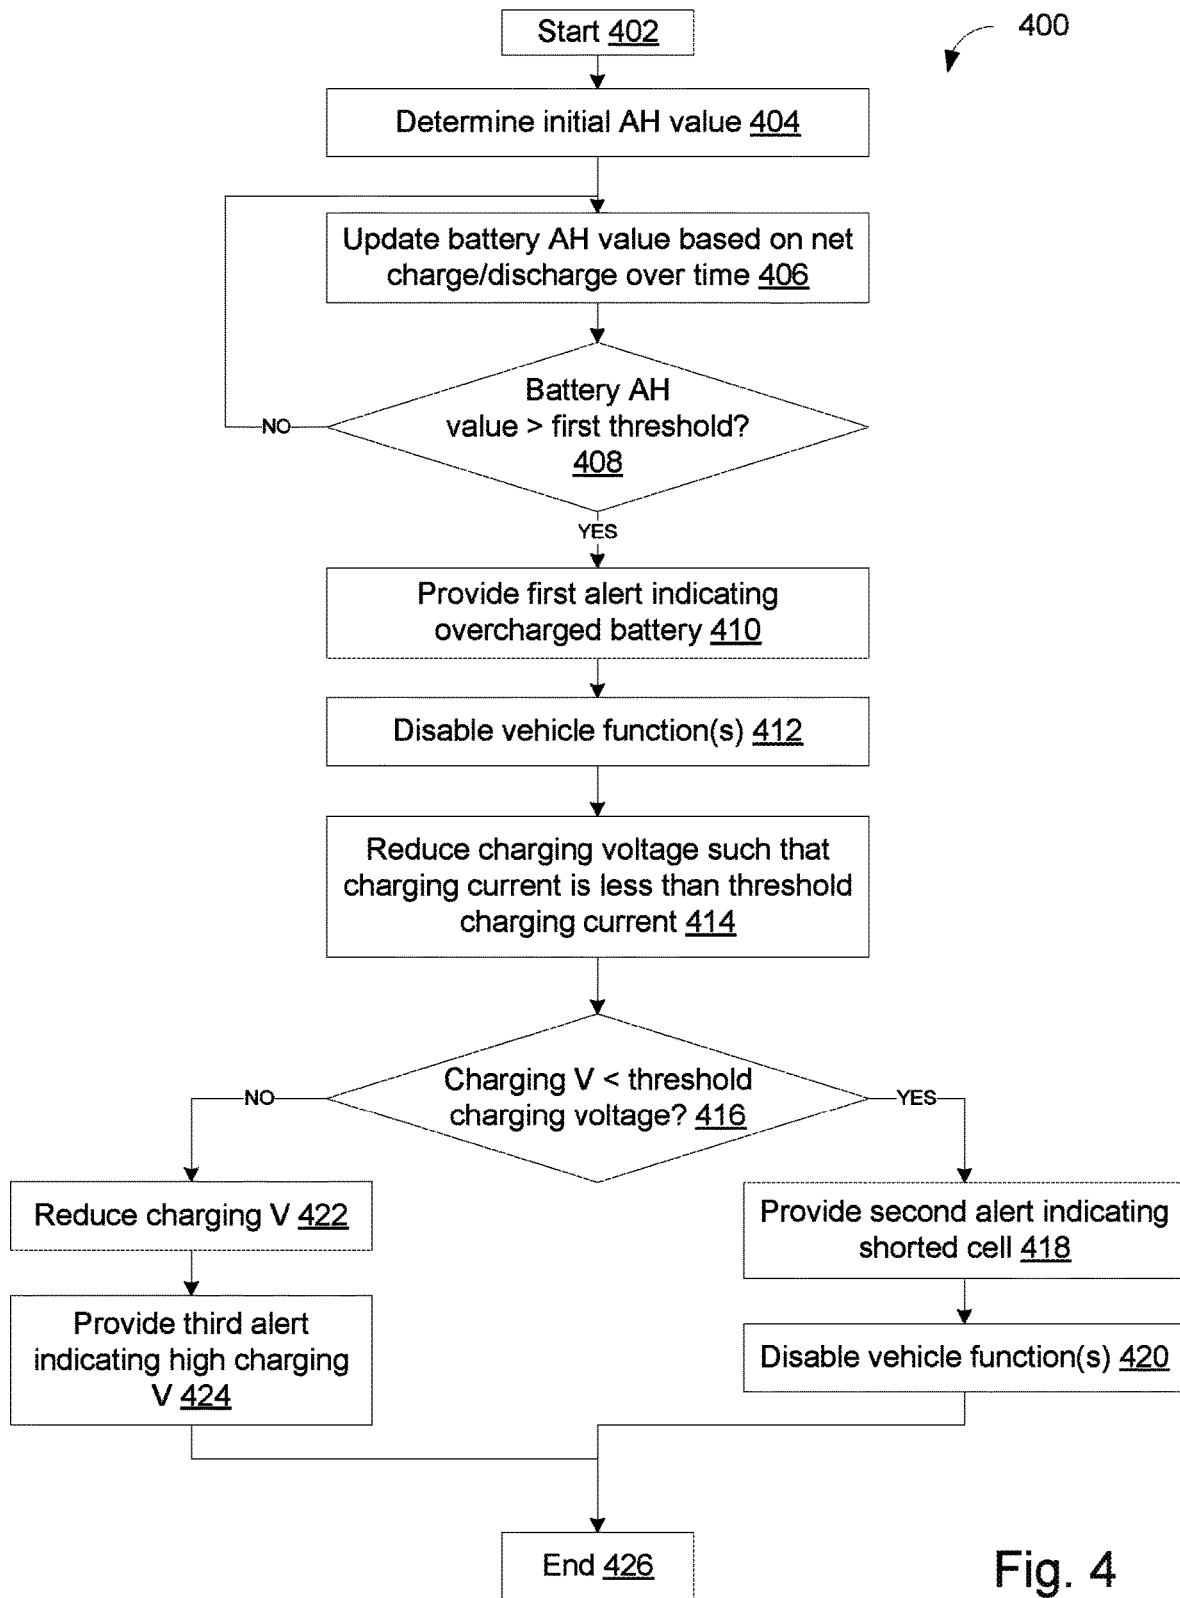 Start 402
400
Determine initial AH value 404
Update battery AH value based on net
charge/discharge over time 406
Battery AH
value > first threshold?
408
NO
YES
Provide first alert indicating
overcharged battery 410
Disable vehicle function(s) 412
Reduce charging voltage such that
charging current is less than threshold
charging current 414
Charging V < threshold
charging voltage? 416
NO
YES
Reduce charging V 422
Provide third alert
indicating high charging
V 424
Provide second alert indicating
shorted cell 418
Disable vehicle function(s) 420
End 426
Fig. 4